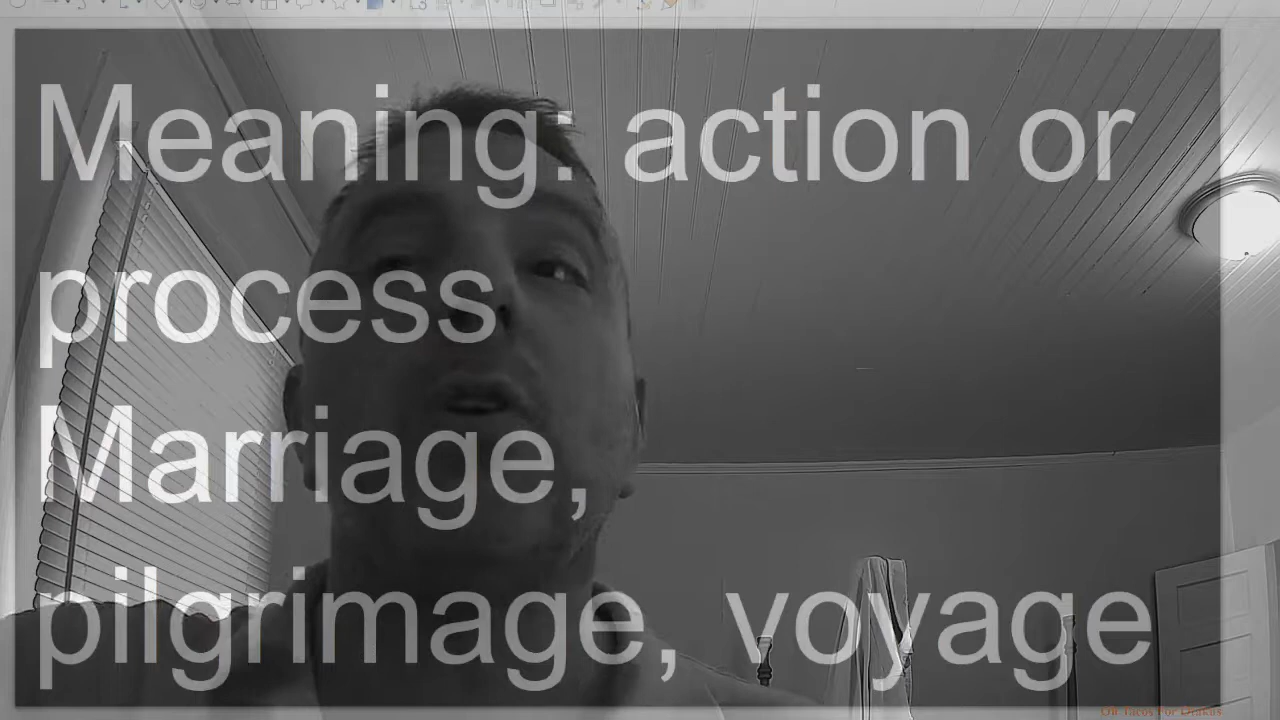 Meaning: action or
process
Marriage,
pilgrimage, voyage